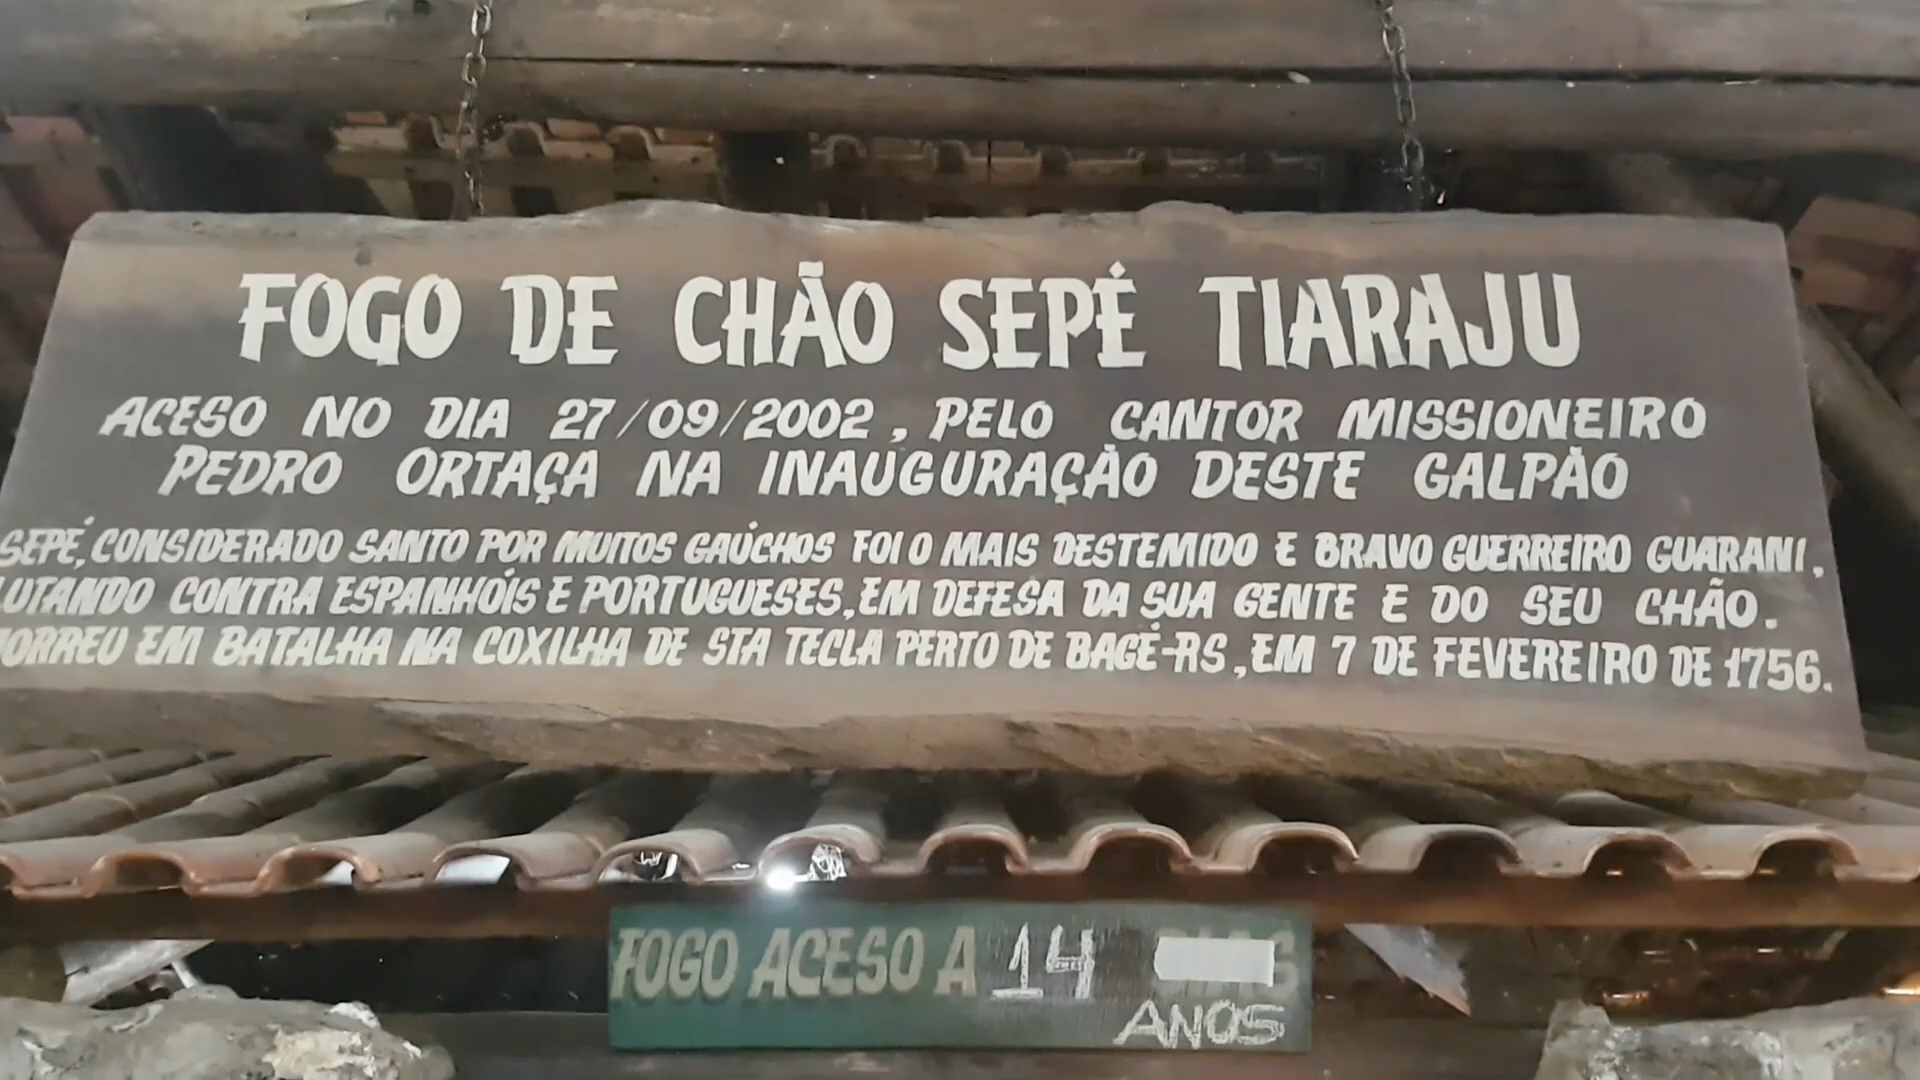 FOGO DE CHÃO SEPÉ TIARAJU
ACESO NO DIA 27/09/2002, PELO CANTOR MISSIONEIRO
PEDRO ORTAÇA NA INAUGURAÇÃO DESTE GALPÃO
SEPÉ, CONSIDERADO SANTO POR MUITOS GAÚCHOS FOI O MAIS DESTEMIDO E BRAVO GUERREIRO GUARANI,
LUTANDO CONTRA ESPANHÓIS E PORTUGUESES, EM DEFESA DA SUA GENTE E DO SEU CHÃO.
MORREU EM BATALHA NA COXILHA DE STA TECLA PERTO DE BAGÉ-RS, EM 7 DE FEVEREIRO DE 1756.
FOGO ACESO A 14
ANOS